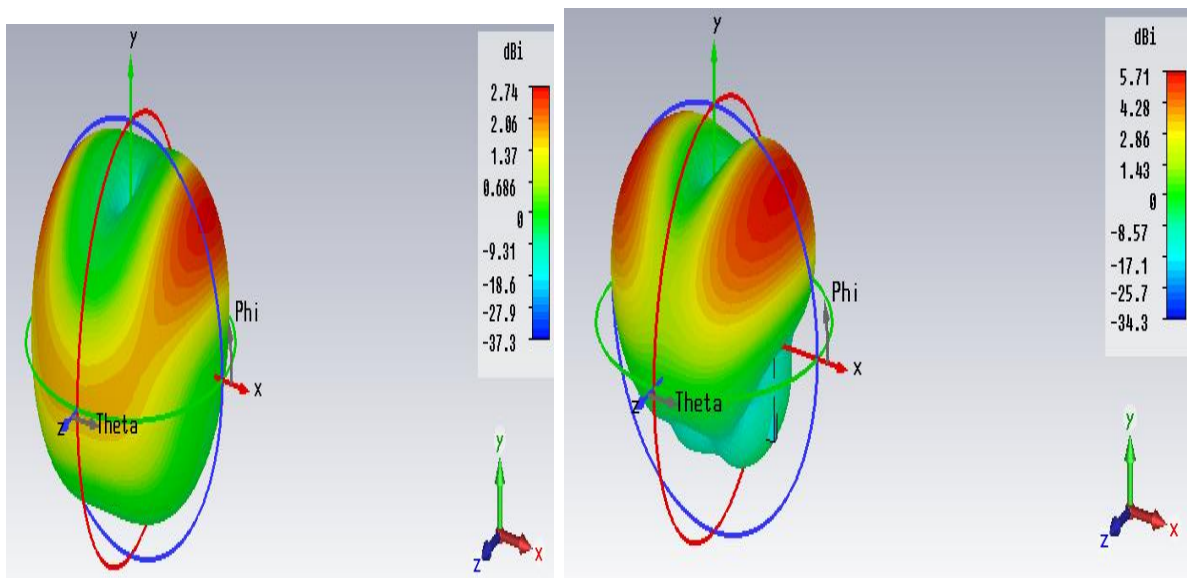 y
dBi
2.74
2.06
1.37
0.686
0
-9.31
-18.6
-27.9
-37.3
Phi
x
Theta
z
y
z
x
y
dBi
5.71
4.28
2.86
1.43
0
-8.57
-17.1
-25.7
-34.3
Phi
x
Theta
z
y
z
x